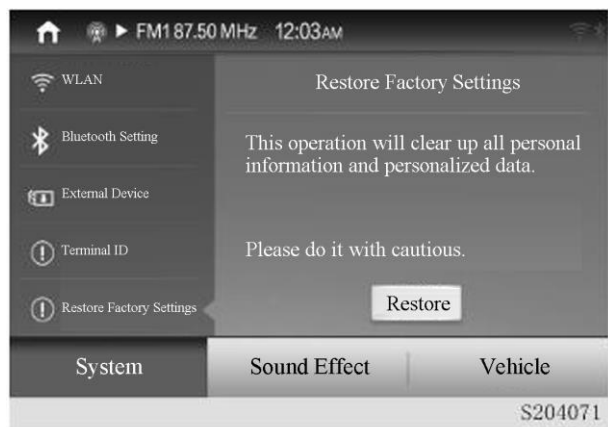 FM1 87.50 MHz 12:03AM
WLAN
Bluetooth Setting
External Device
Terminal ID
Restore Factory Settings
Restore Factory Settings
This operation will clear up all personal
information and personalized data.
Please do it with cautious.
Restore
System Sound Effect Vehicle
S204071